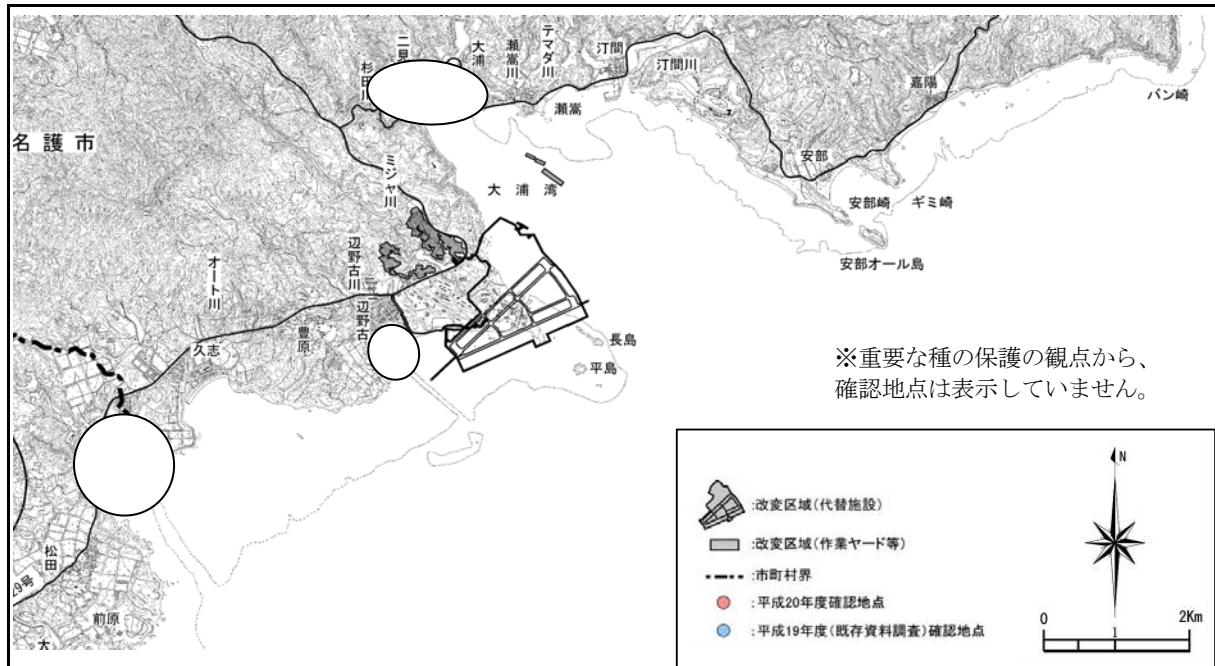 二見
杉田川
大浦
瀬嵩川
テマダ川
汀間
汀間川
瀬嵩
嘉陽
バン崎
名護市
ミジャ川
大浦湾
安部
安部崎
ギミ崎
安部オール島
オート川
辺野古川
辺野古
豊原
久志
長島
平島
※重要な種の保護の観点から、
確認地点は表示していません。
松田
29号
前原
N
:改変区域(代替施設)
:改変区域(作業ヤード等)
:市町村界
:平成20年度確認地点
:平成19年度(既存資料調査)確認地点
0 1 2Km